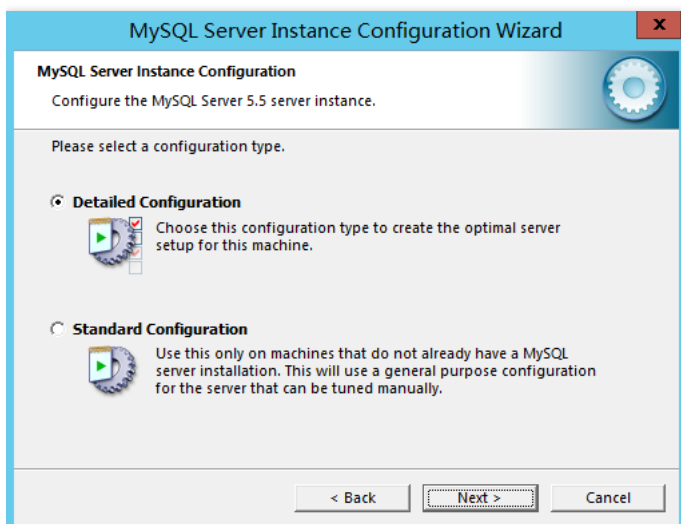 MySQL Server Instance Configuration Wizard
x
MySQL Server Instance Configuration
Configure the MySQL Server 5.5 server instance.
Please select a configuration type.
Detailed Configuration
Choose this configuration type to create the optimal server
setup for this machine.
Standard Configuration
Use this only on machines that do not already have a MySQL
server installation. This will use a general purpose configuration
for the server that can be tuned manually.
< Back
Next >
Cancel